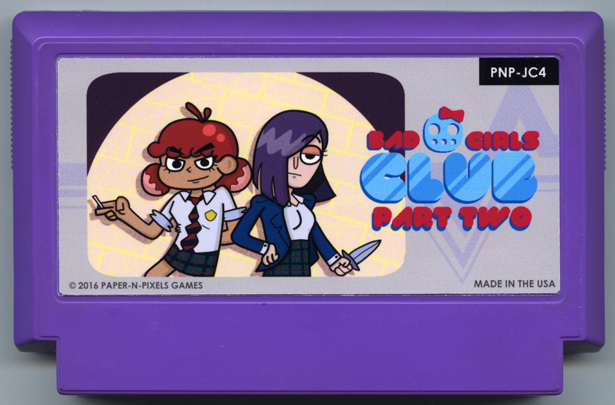 PNP-JC4
BAD GIRLS
CLUB
PART TWO
© 2016 PAPER-N-PIXELS GAMES
MADE IN THE USA